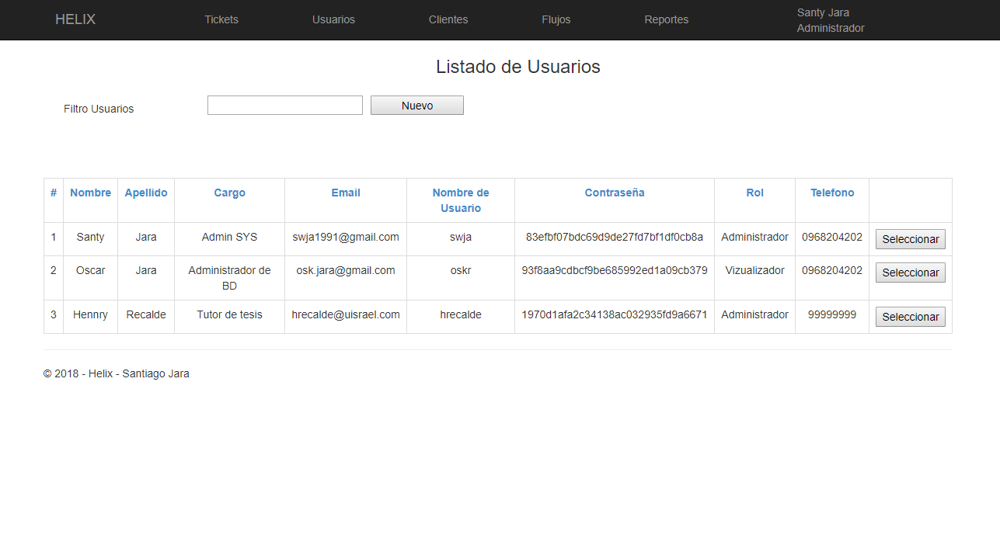 HELIX Tickets Usuarios Clientes Flujos Reportes Santy Jara
Administrador
Listado de Usuarios
Filtro Usuarios Nuevo
# Nombre Apellido Cargo Email Nombre de Usuario Contraseña Rol Telefono
1 Santy Jara Admin SYS swja1991@gmail.com swja 83efbf07bdc69d9de27fd7bf1df0cb8a Administrador 0968204202 Seleccionar
2 Oscar Jara Administrador de BD osk.jara@gmail.com oskr 93f8aa9cdbcf9be685992ed1a09cb379 Vizualizador 0968204202 Seleccionar
3 Hennry Recalde Tutor de tesis hrecalde@uisrael.com hrecalde 1970d1afa2c34138ac032935fd9a6671 Administrador 99999999 Seleccionar
© 2018 - Helix - Santiago Jara